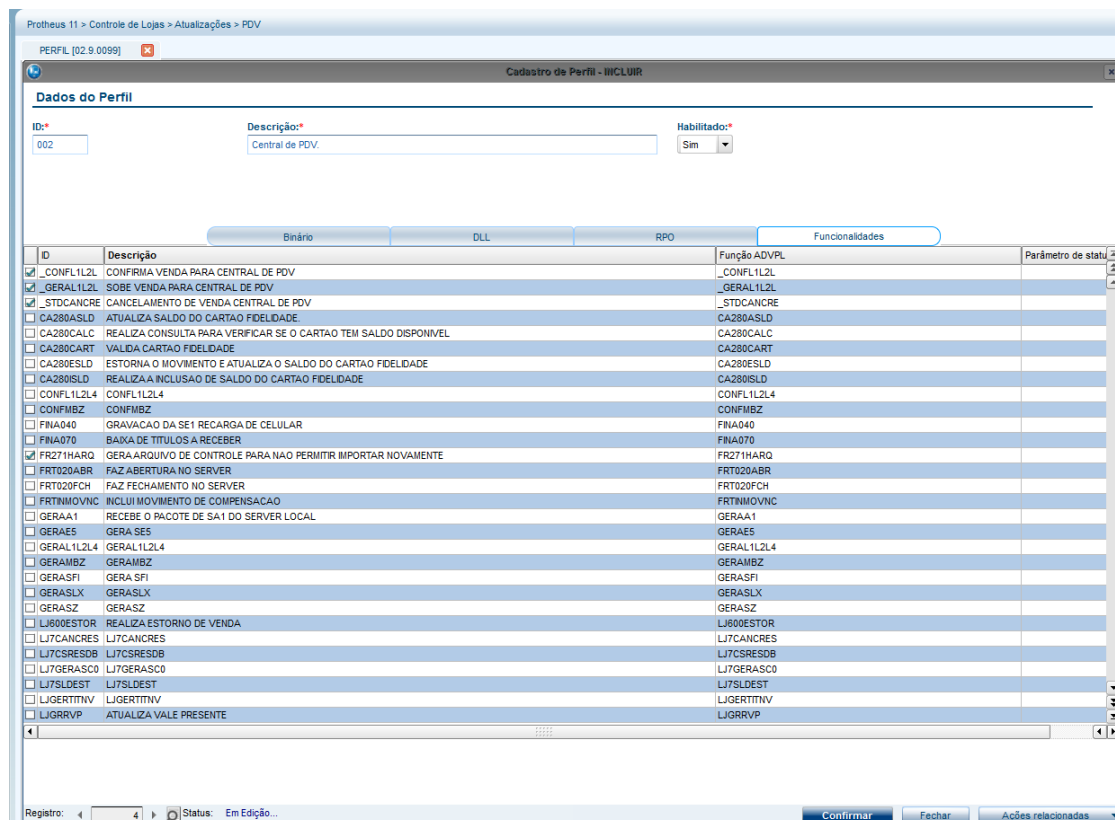 Protheus 11 > Controle de Lojas > Atualizações > PDV
PERFIL [02.9.0099]
Cadastro de Perfil - INCLUIR
Dados do Perfil
ID:* Descrição:* Habilitado:*
002 Central de PDV. Sim
Binário DLL RPO Funcionalidades
ID Descrição Função ADVPL Parâmetro de statu
_CONFL1L2L CONFIRMA VENDA PARA CENTRAL DE PDV _CONFL1L2L
_GERAL1L2L SOBE VENDA PARA CENTRAL DE PDV _GERAL1L2L
_STDCANCRE CANCELAMENTO DE VENDA CENTRAL DE PDV _STDCANCRE
CA280ASLD ATUALIZA SALDO DO CARTAO FIDELIDADE. CA280ASLD
CA280CALC REALIZA CONSULTA PARA VERIFICAR SE O CARTAO TEM SALDO DISPONIVEL CA280CALC
CA280CART VALIDA CARTAO FIDELIDADE CA280CART
CA280ESLD ESTORNA O MOVIMENTO E ATUALIZA O SALDO DO CARTAO FIDELIDADE CA280ESLD
CA280ISLD REALIZA A INCLUSAO DE SALDO DO CARTAO FIDELIDADE CA280ISLD
CONFL1L2L4 CONFL1L2L4 CONFL1L2L4
CONFMBZ CONFMBZ CONFMBZ
FINA040 GRAVACAO DA SE1 RECARGA DE CELULAR FINA040
FINA070 BAIXA DE TITULOS A RECEBER FINA070
FR271HARQ GERA ARQUIVO DE CONTROLE PARA NAO PERMITIR IMPORTAR NOVAMENTE FR271HARQ
FRT020ABR FAZ ABERTURA NO SERVER FRT020ABR
FRT020FCH FAZ FECHAMENTO NO SERVER FRT020FCH
FRTINMOVNC INCLUI MOVIMENTO DE COMPENSACAO FRTINMOVNC
GERAA1 RECEBE O PACOTE DE SA1 DO SERVER LOCAL GERAA1
GERAE5 GERA SE5 GERAE5
GERAL1L2L4 GERAL1L2L4 GERAL1L2L4
GERAMBZ GERAMBZ GERAMBZ
GERASFI GERA SFI GERASFI
GERASLX GERASLX GERASLX
GERASZ GERASZ GERASZ
LJ600ESTOR REALIZA ESTORNO DE VENDA LJ600ESTOR
LJ7CANCRES LJ7CANCRES LJ7CANCRES
LJ7CSRESDB LJ7CSRESDB LJ7CSRESDB
LJ7GERASC0 LJ7GERASC0 LJ7GERASC0
LJ7SLDEST LJ7SLDEST LJ7SLDEST
LJGERTITNV LJGERTITNV LJGERTITNV
LJGRRVP ATUALIZA VALE PRESENTE LJGRRVP
Registro: 4 Status: Em Edição... Confirmar Fechar Ações relacionadas